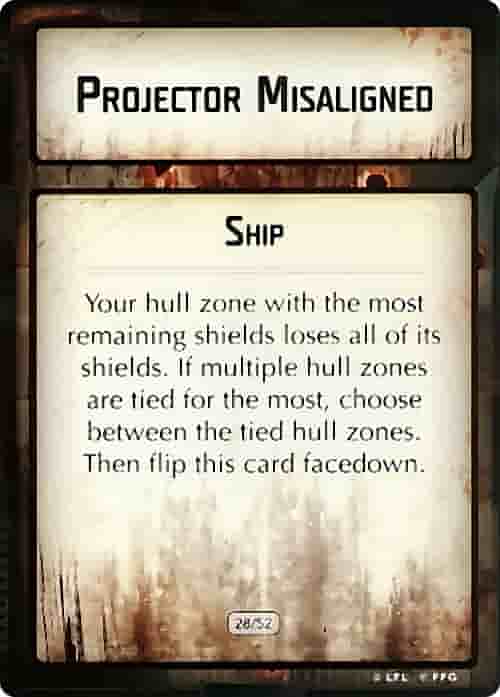 Projector Misaligned
Ship
Your hull zone with the most
remaining shields loses all of its
shields. If multiple hull zones
are tied for the most, choose
between the tied hull zones.
Then flip this card facedown.
28/52
© LFL © FFG